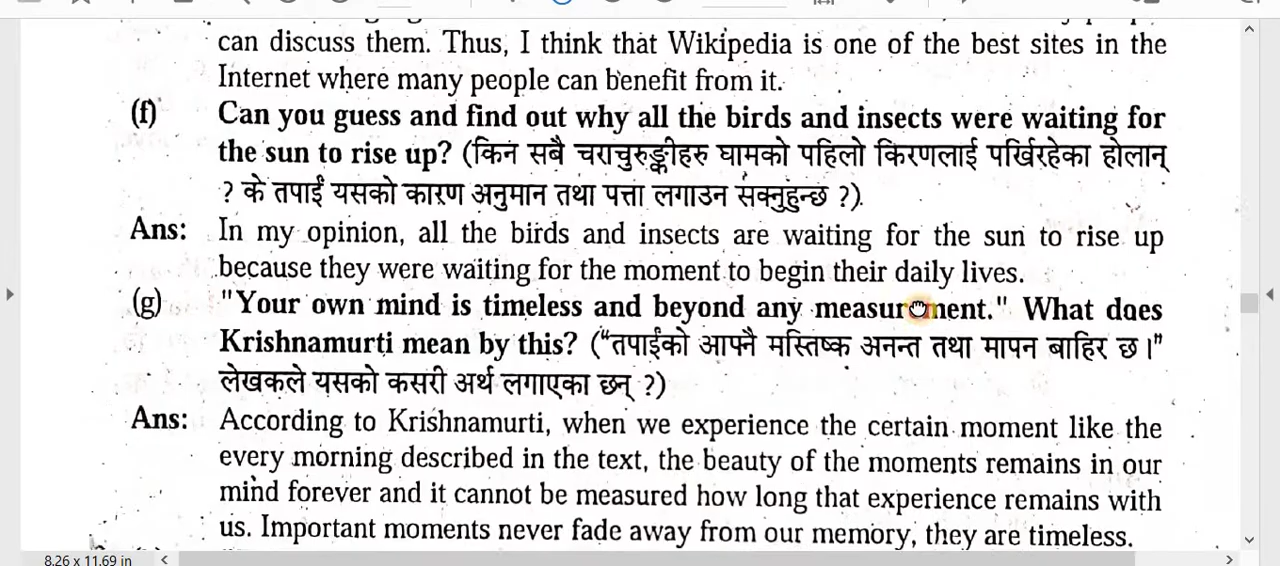 can discuss them. Thus, I think that Wikipedia is one of the best sites in the
Internet where many people can benefit from it.
(f) Can you guess and find out why all the birds and insects were waiting for
the sun to rise up? (किन सबै चराचुरुङ्गीहरु घामको पहिलो किरणलाई पर्खिरहेका होलान्
? के तपाईं यसको कारण अनुमान तथा पत्ता लगाउन सक्नुहुन्छ ?).
Ans: In my opinion, all the birds and insects are waiting for the sun to rise up
because they were waiting for the moment to begin their daily lives.
(g) "Your own mind is timeless and beyond any measurment." What does
Krishnamurti mean by this? ("तपाईंको आफ्नै मस्तिष्क अनन्त तथा मापन बाहिर छ ।"
लेखकले यसको कसरी अर्थ लगाएका छन् ?)
Ans: According to Krishnamurti, when we experience the certain moment like the
every morning described in the text, the beauty of the moments remains in our
mind forever and it cannot be measured how long that experience remains with
us. Important moments never fade away from our memory, they are timeless.
8.26 x 11.69 in